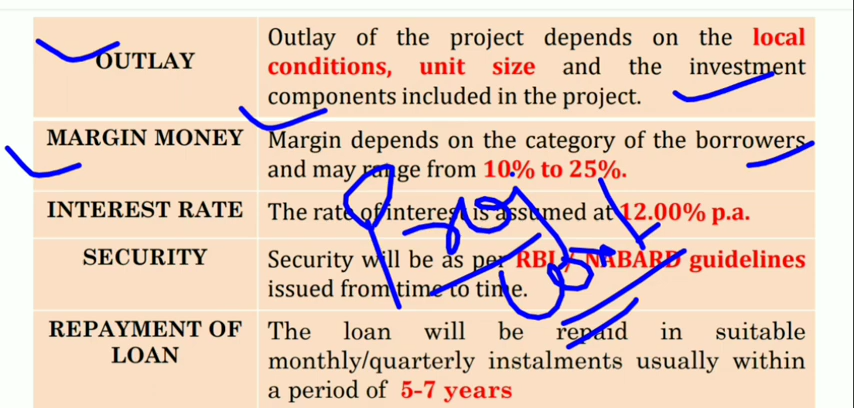 OUTLAY
Outlay of the project depends on the local
conditions, unit size and the investment
components included in the project.
MARGIN MONEY
Margin depends on the category of the borrowers
and may range from 10% to 25%.
INTEREST RATE
The rate of interest is assumed at 12.00% p.a.
SECURITY
Security will be as per RBI / NABARD guidelines
issued from time to time.
REPAYMENT OF
LOAN
The loan will be repaid in suitable
monthly/quarterly instalments usually within
a period of 5-7 years